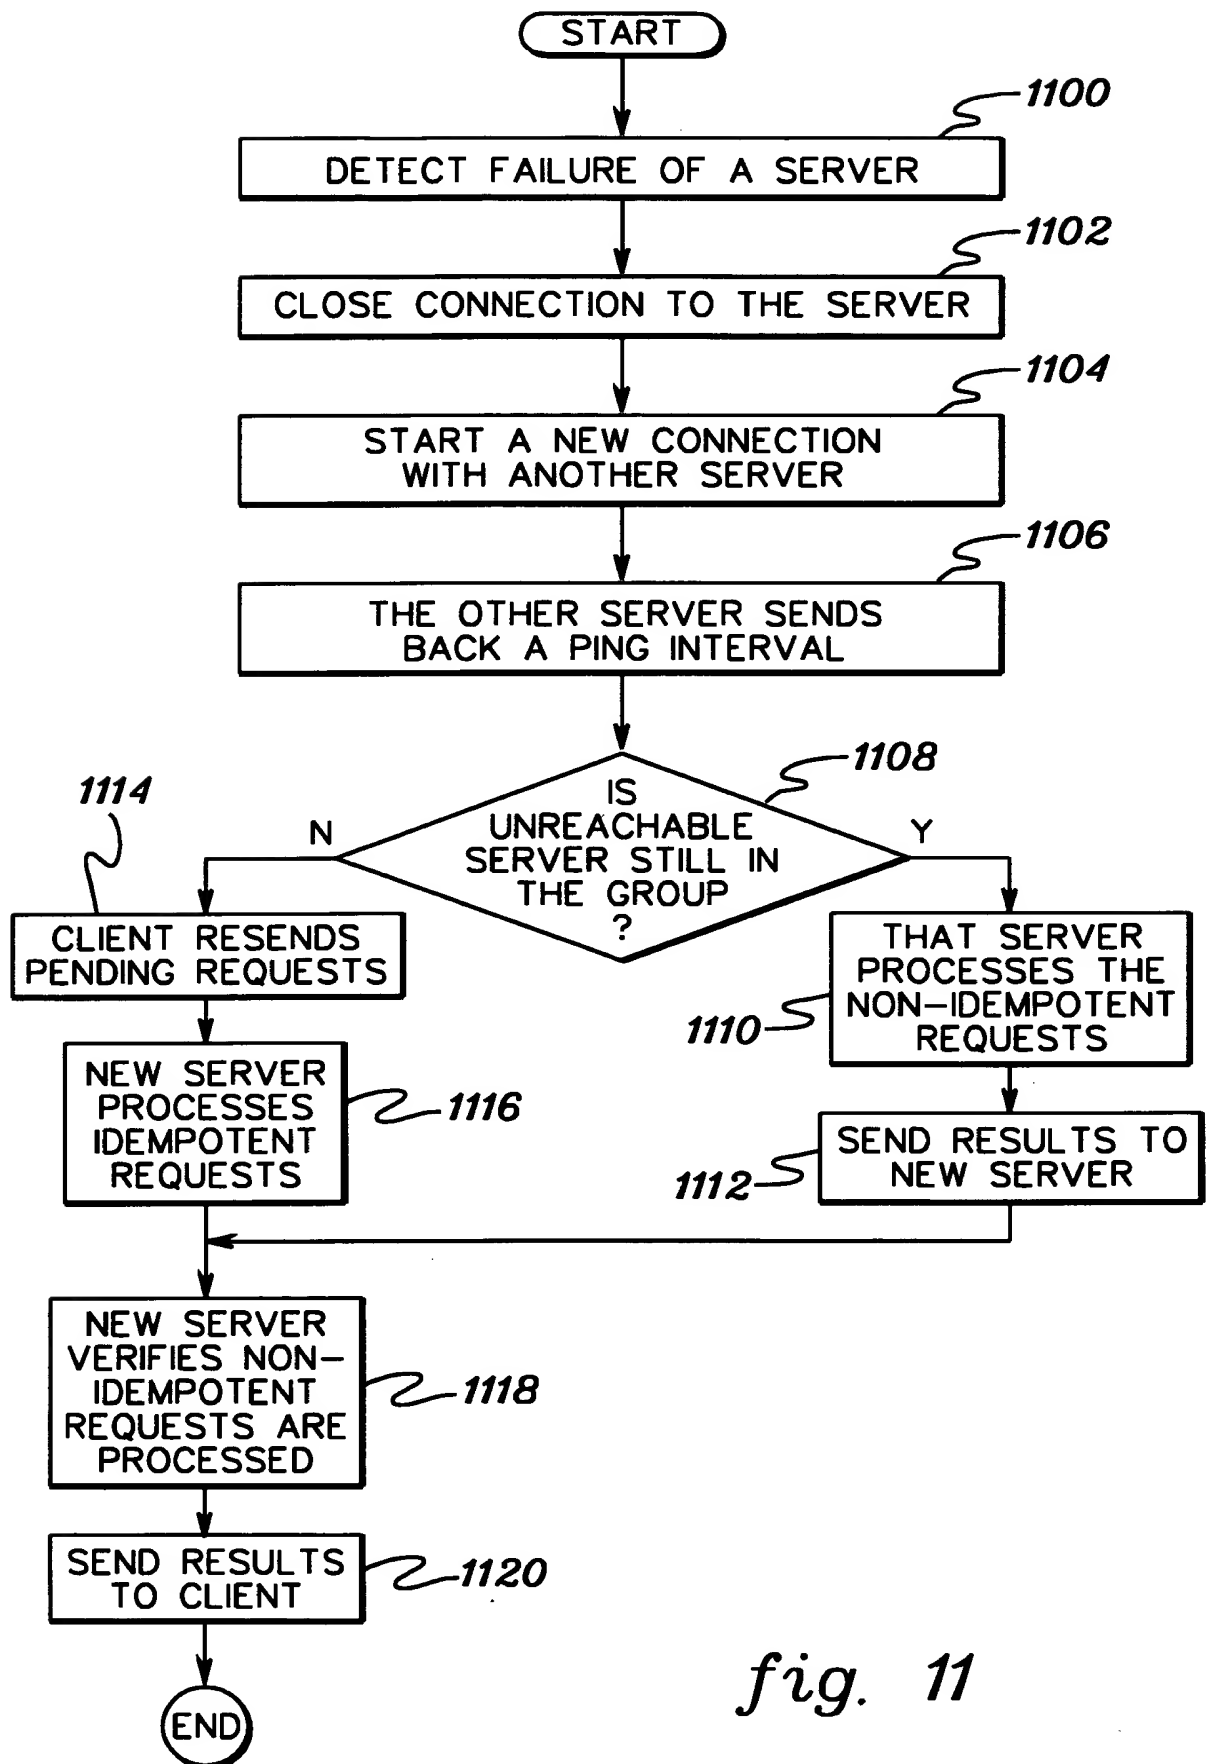 START
1100
DETECT FAILURE OF A SERVER
1102
CLOSE CONNECTION TO THE SERVER
1104
START A NEW CONNECTION
WITH ANOTHER SERVER
1106
THE OTHER SERVER SENDS
BACK A PING INTERVAL
1108
IS
UNREACHABLE
SERVER STILL IN
THE GROUP
?
N
Y
1114
CLIENT RESENDS
PENDING REQUESTS
1116
NEW SERVER
PROCESSES
IDEMPOTENT
REQUESTS
1110
THAT SERVER
PROCESSES THE
NON-IDEMPOTENT
REQUESTS
1112
SEND RESULTS TO
NEW SERVER
1118
NEW SERVER
VERIFIES NON-
IDEMPOTENT
REQUESTS ARE
PROCESSED
1120
SEND RESULTS
TO CLIENT
END
fig. 11